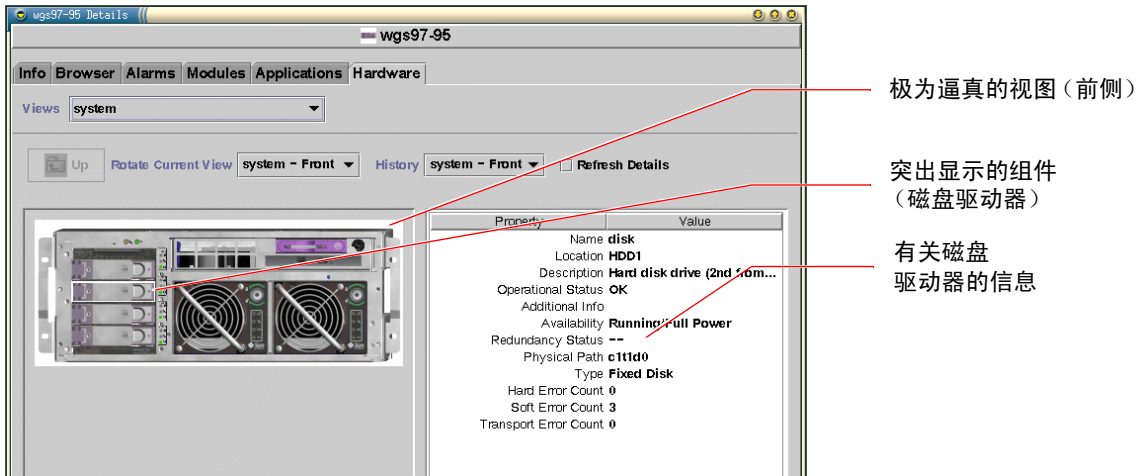 wgs97-95 Details
wgs97-95
Info Browser Alarms Modules Applications Hardware
Views system
Up Rotate Current View system - Front History system - Front Refresh Details
极为逼真的视图（前侧）
突出显示的组件
（磁盘驱动器）
有关磁盘
驱动器的信息
Property Value
Name disk
Location HDD1
Description Hard disk drive (2nd from...
Operational Status OK
Additional Info
Availability Running/Full Power
Redundancy Status --
Physical Path c1t1d0
Type Fixed Disk
Hard Error Count 0
Soft Error Count 3
Transport Error Count 0